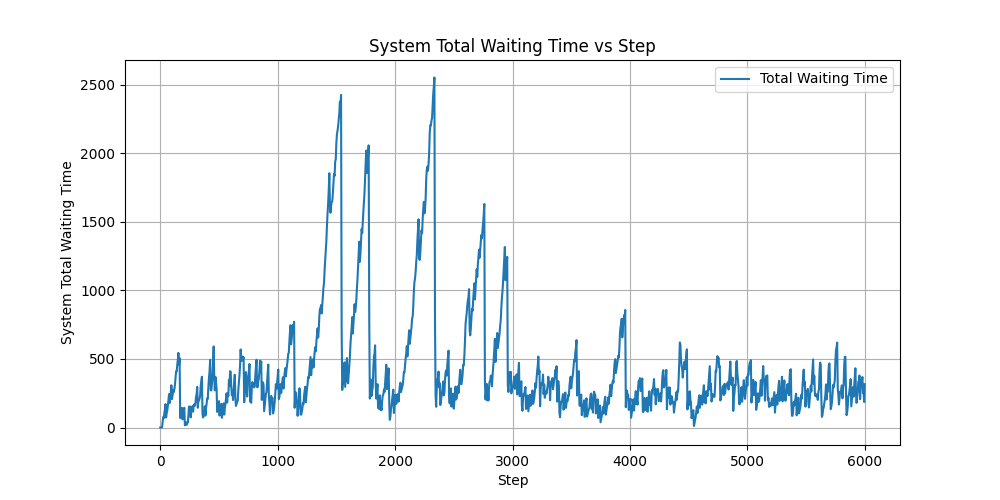 System Total Waiting Time vs Step
Total Waiting Time
System Total Waiting Time
2500
2000
1500
1000
500
0
0 1000 2000 3000 4000 5000 6000
Step